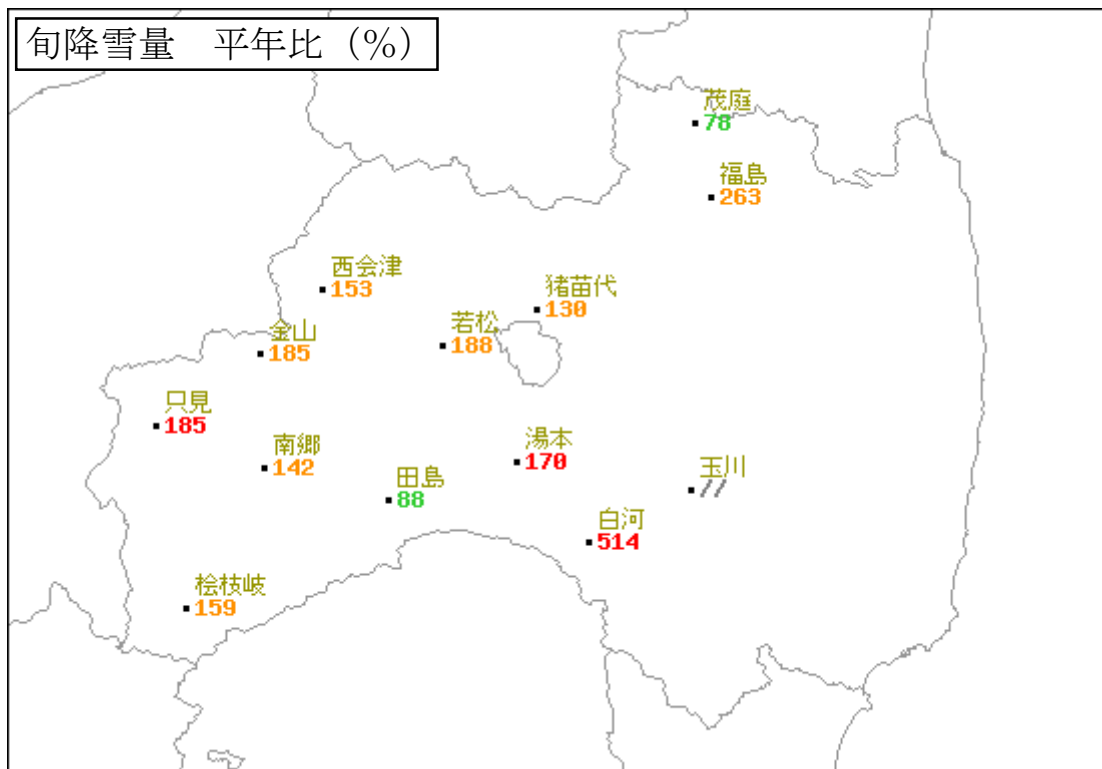 旬降雪量　平年比（％）
茂庭
78
福島
263
西会津
153
猪苗代
130
若松
188
金山
185
只見
185
南郷
142
湯本
170
田島
88
玉川
//
白河
514
桧枝岐
159